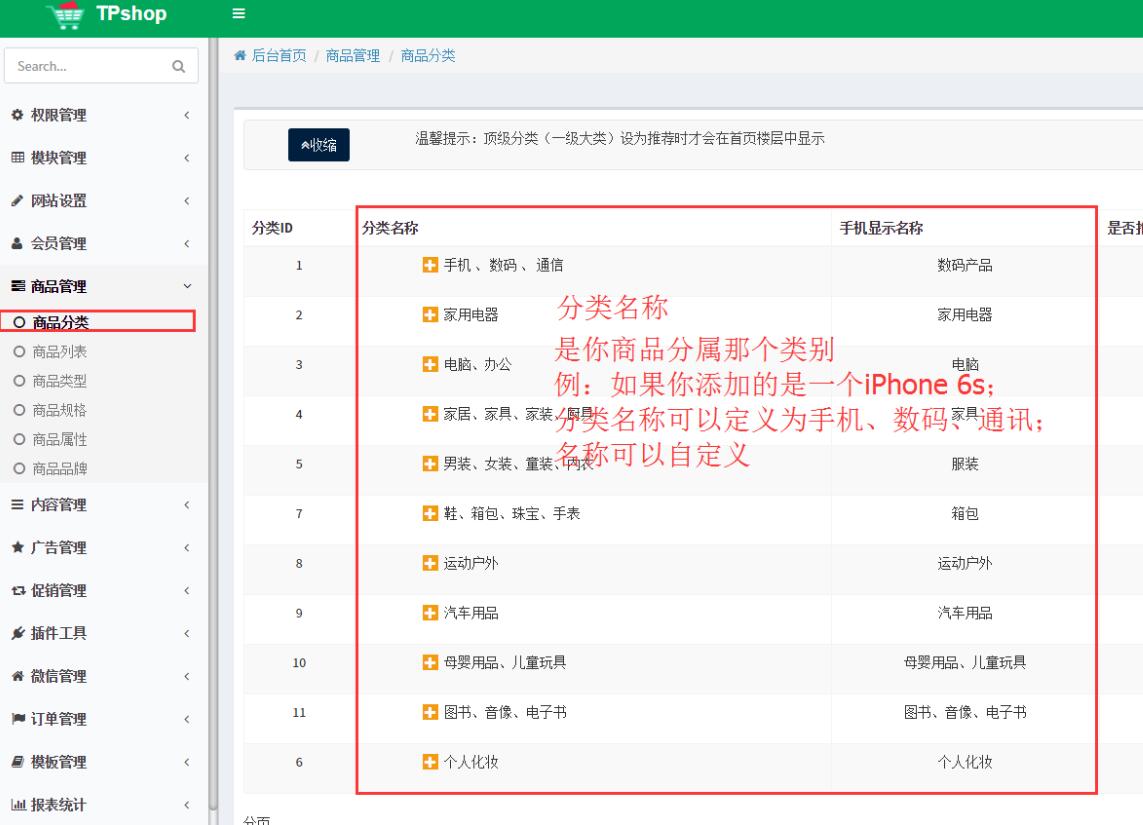 TPshop
Search...
后台首页 / 商品管理 / 商品分类
权限管理
模块管理
网站设置
会员管理
商品管理
商品分类
商品列表
商品类型
商品规格
商品属性
商品品牌
内容管理
广告管理
促销管理
插件工具
微信管理
订单管理
模板管理
报表统计
收缩
温馨提示：顶级分类（一级大类）设为推荐时才会在首页楼层中显示
分类ID 分类名称 手机显示名称 是否推
1 手机 、数码 、通信 数码产品
2 家用电器 家用电器
3 电脑、办公 电脑
4 家居、家具、家装、厨具 家具
5 男装、女装、童装、内衣 服装
7 鞋、箱包、珠宝、手表 箱包
8 运动户外 运动户外
9 汽车用品 汽车用品
10 母婴用品、儿童玩具 母婴用品、儿童玩具
11 图书、音像、电子书 图书、音像、电子书
6 个人化妆 个人化妆
分类名称
是你商品分属那个类别
例：如果你添加的是一个iPhone 6s；
分类名称可以定义为手机、数码、通讯；
名称可以自定义
分页